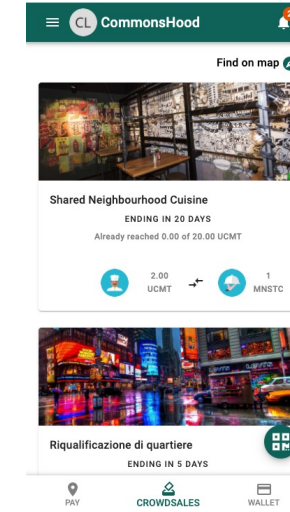 CL CommonsHood
Find on map
Shared Neighbourhood Cuisine
ENDING IN 20 DAYS
Already reached 0.00 of 20.00 UCMT
2.00 1
UCMT MNSTC
Riqualificazione di quartiere
ENDING IN 5 DAYS
PAY CROWDSALES WALLET